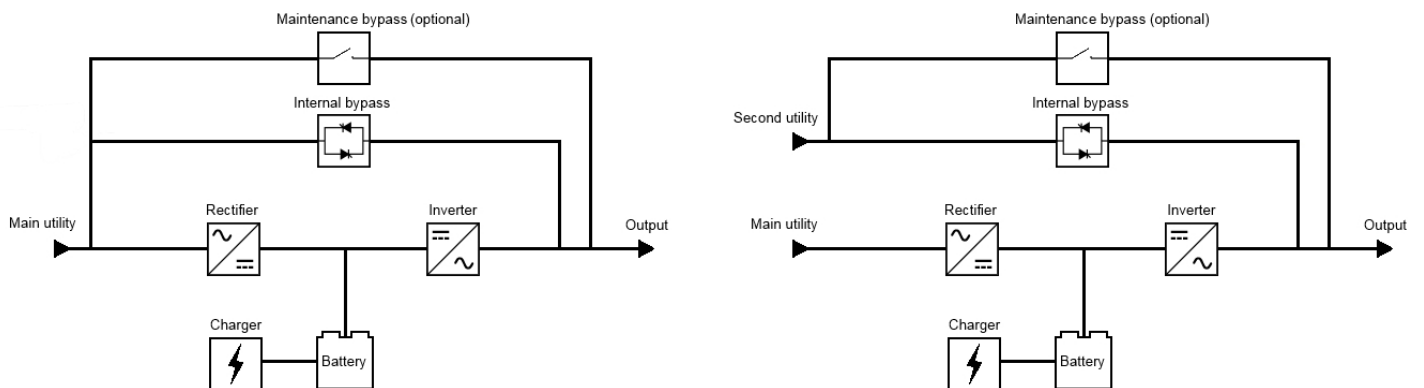 Maintenance bypass (optional)
Internal bypass
Main utility
Rectifier
Inverter
Output
Charger
Battery
Maintenance bypass (optional)
Internal bypass
Second utility
Main utility
Rectifier
Inverter
Output
Charger
Battery